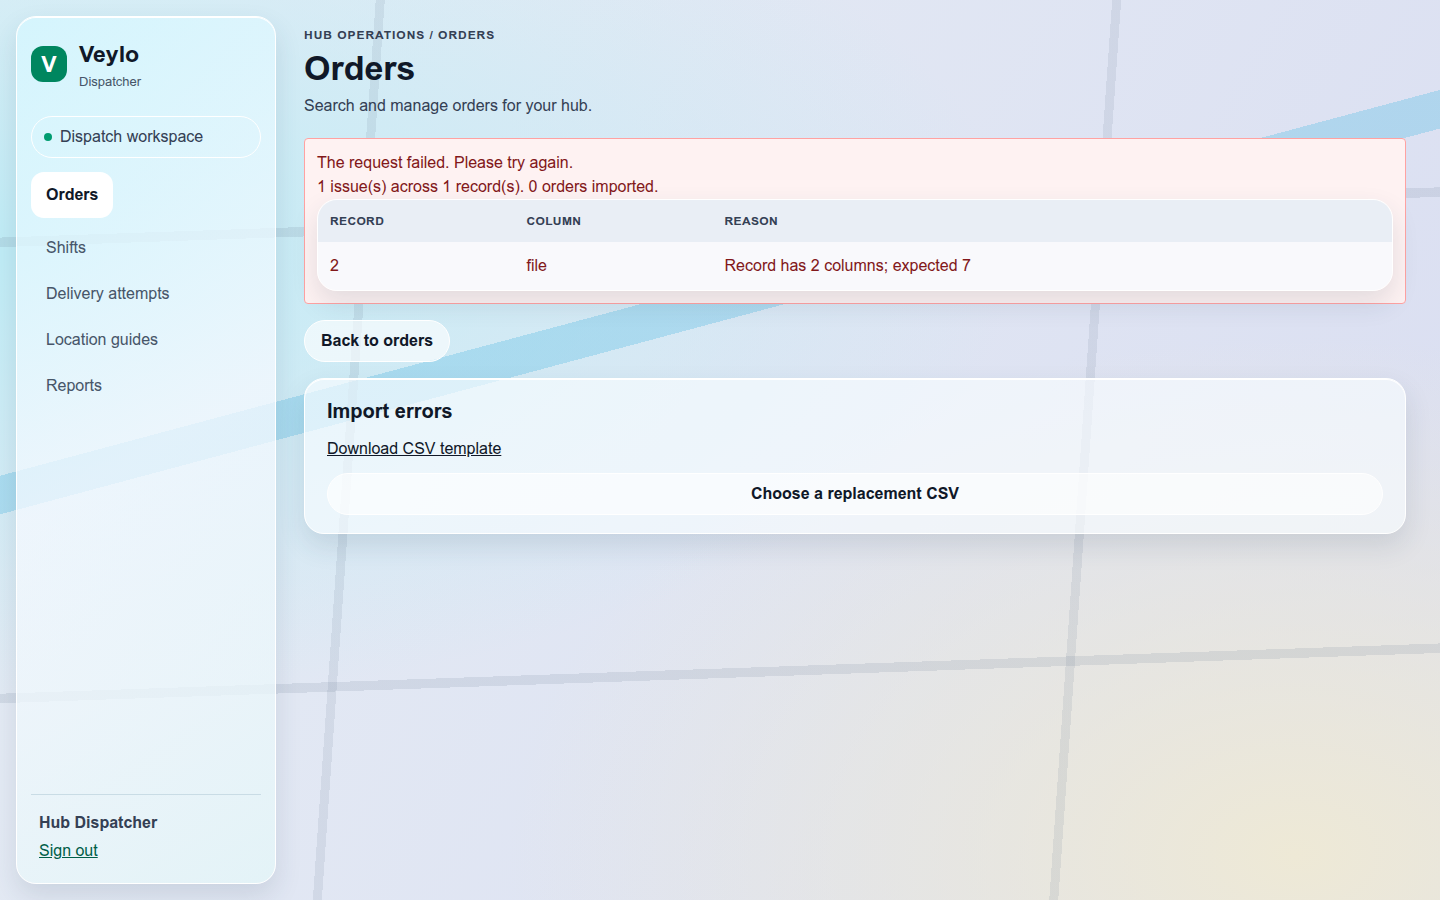 V
Veylo
Dispatcher
Dispatch workspace
Orders
Shifts
Delivery attempts
Location guides
Reports
Hub Dispatcher
Sign out
HUB OPERATIONS / ORDERS
Orders
Search and manage orders for your hub.
The request failed. Please try again.
1 issue(s) across 1 record(s). 0 orders imported.
RECORD COLUMN REASON
2 file Record has 2 columns; expected 7
Back to orders
Import errors
Download CSV template
Choose a replacement CSV